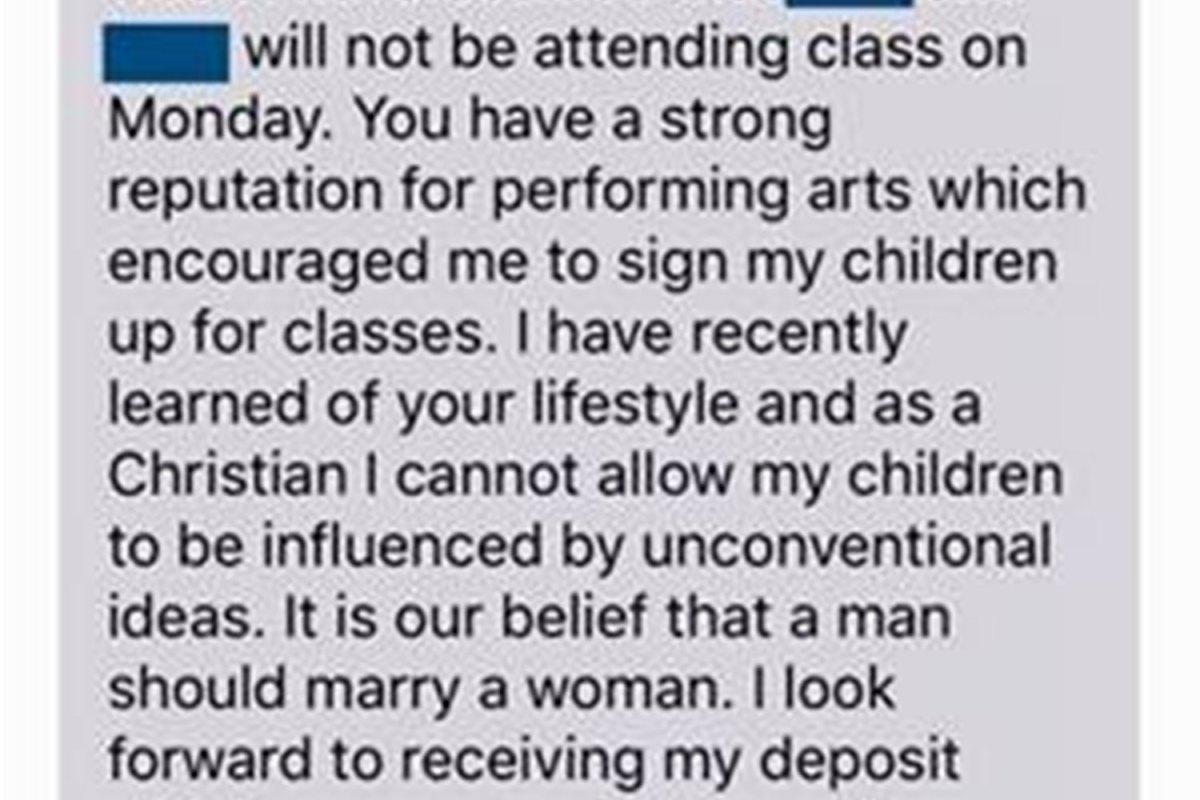 will not be attending class on
Monday. You have a strong
reputation for performing arts which
encouraged me to sign my children
up for classes. I have recently
learned of your lifestyle and as a
Christian I cannot allow my children
to be influenced by unconventional
ideas. It is our belief that a man
should marry a woman. I look
forward to receiving my deposit